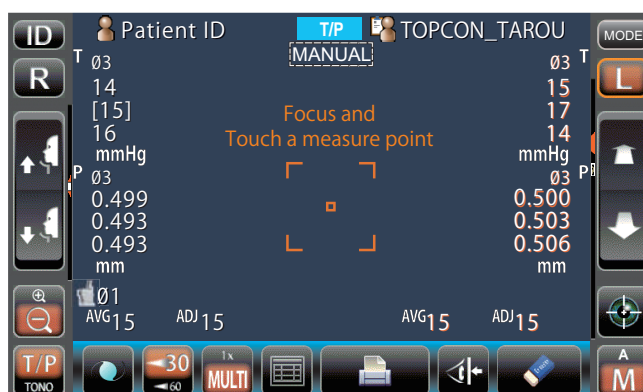 ID
Patient ID
T/P
TOPCON_TAROU
MODE
MANUAL
R
L
T
Ø3
14
[15]
16
mmHg
P
Ø3
0.499
0.493
0.493
mm
Focus and
Touch a measure point
Ø3 T
15
17
14
mmHg
Ø3 P
0.500
0.503
0.506
mm
Ø1
AVG15 ADJ15
AVG15 ADJ15
T/P
TONO
30
60
1x
MULTI
A
M